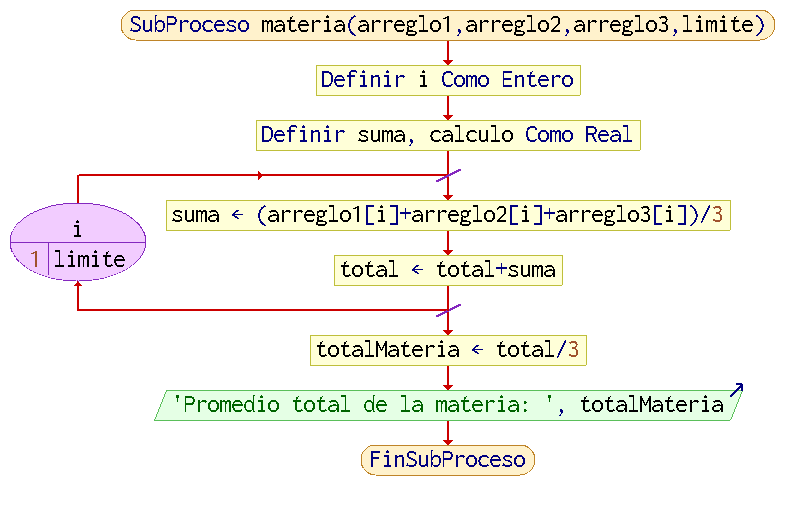 SubProceso materia(arreglo1,arreglo2,arreglo3,limite)
Definir i Como Entero
Definir suma, calculo Como Real
i
1 limite
suma ← (arreglo1[i]+arreglo2[i]+arreglo3[i])/3
total ← total+suma
totalMateria ← total/3
'Promedio total de la materia: ', totalMateria
FinSubProceso